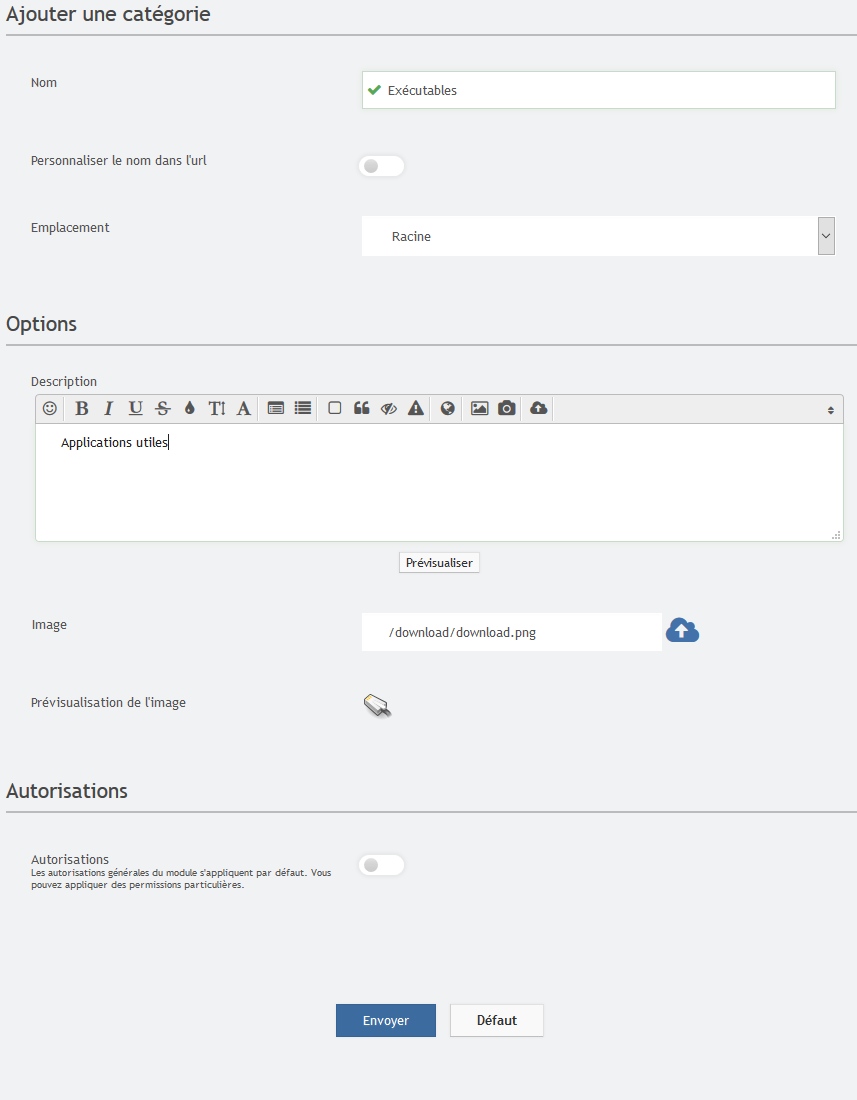 Ajouter une catégorie
Nom
Exécutables
Personnaliser le nom dans l'url
Emplacement
Racine
Options
Description
B I U S T A
Applications utiles
Prévisualiser
Image
/download/download.png
Prévisualisation de l'image
Autorisations
Autorisations
Les autorisations générales du module s'appliquent par défaut. Vous
pouvez appliquer des permissions particulières.
Envoyer
Défaut